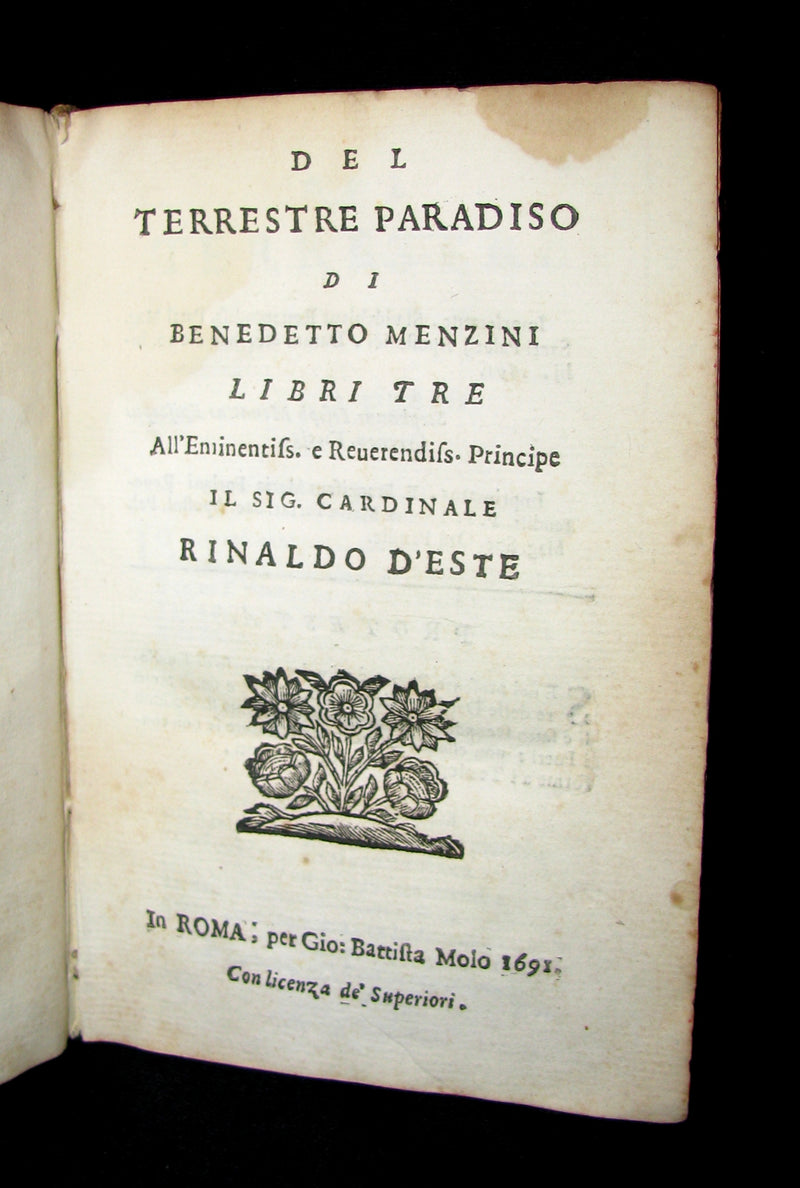 DEL
TERRESTRE PARADISO
DI
BENEDETTO MENZINI
LIBRI TRE
All'Eminentiſs. e Reuerendiſs. Principe
IL SIG. CARDINALE
RINALDO D'ESTE
In ROMA; per Gio: Battiſta Molo 1691.
Con licenza de' Superiori.